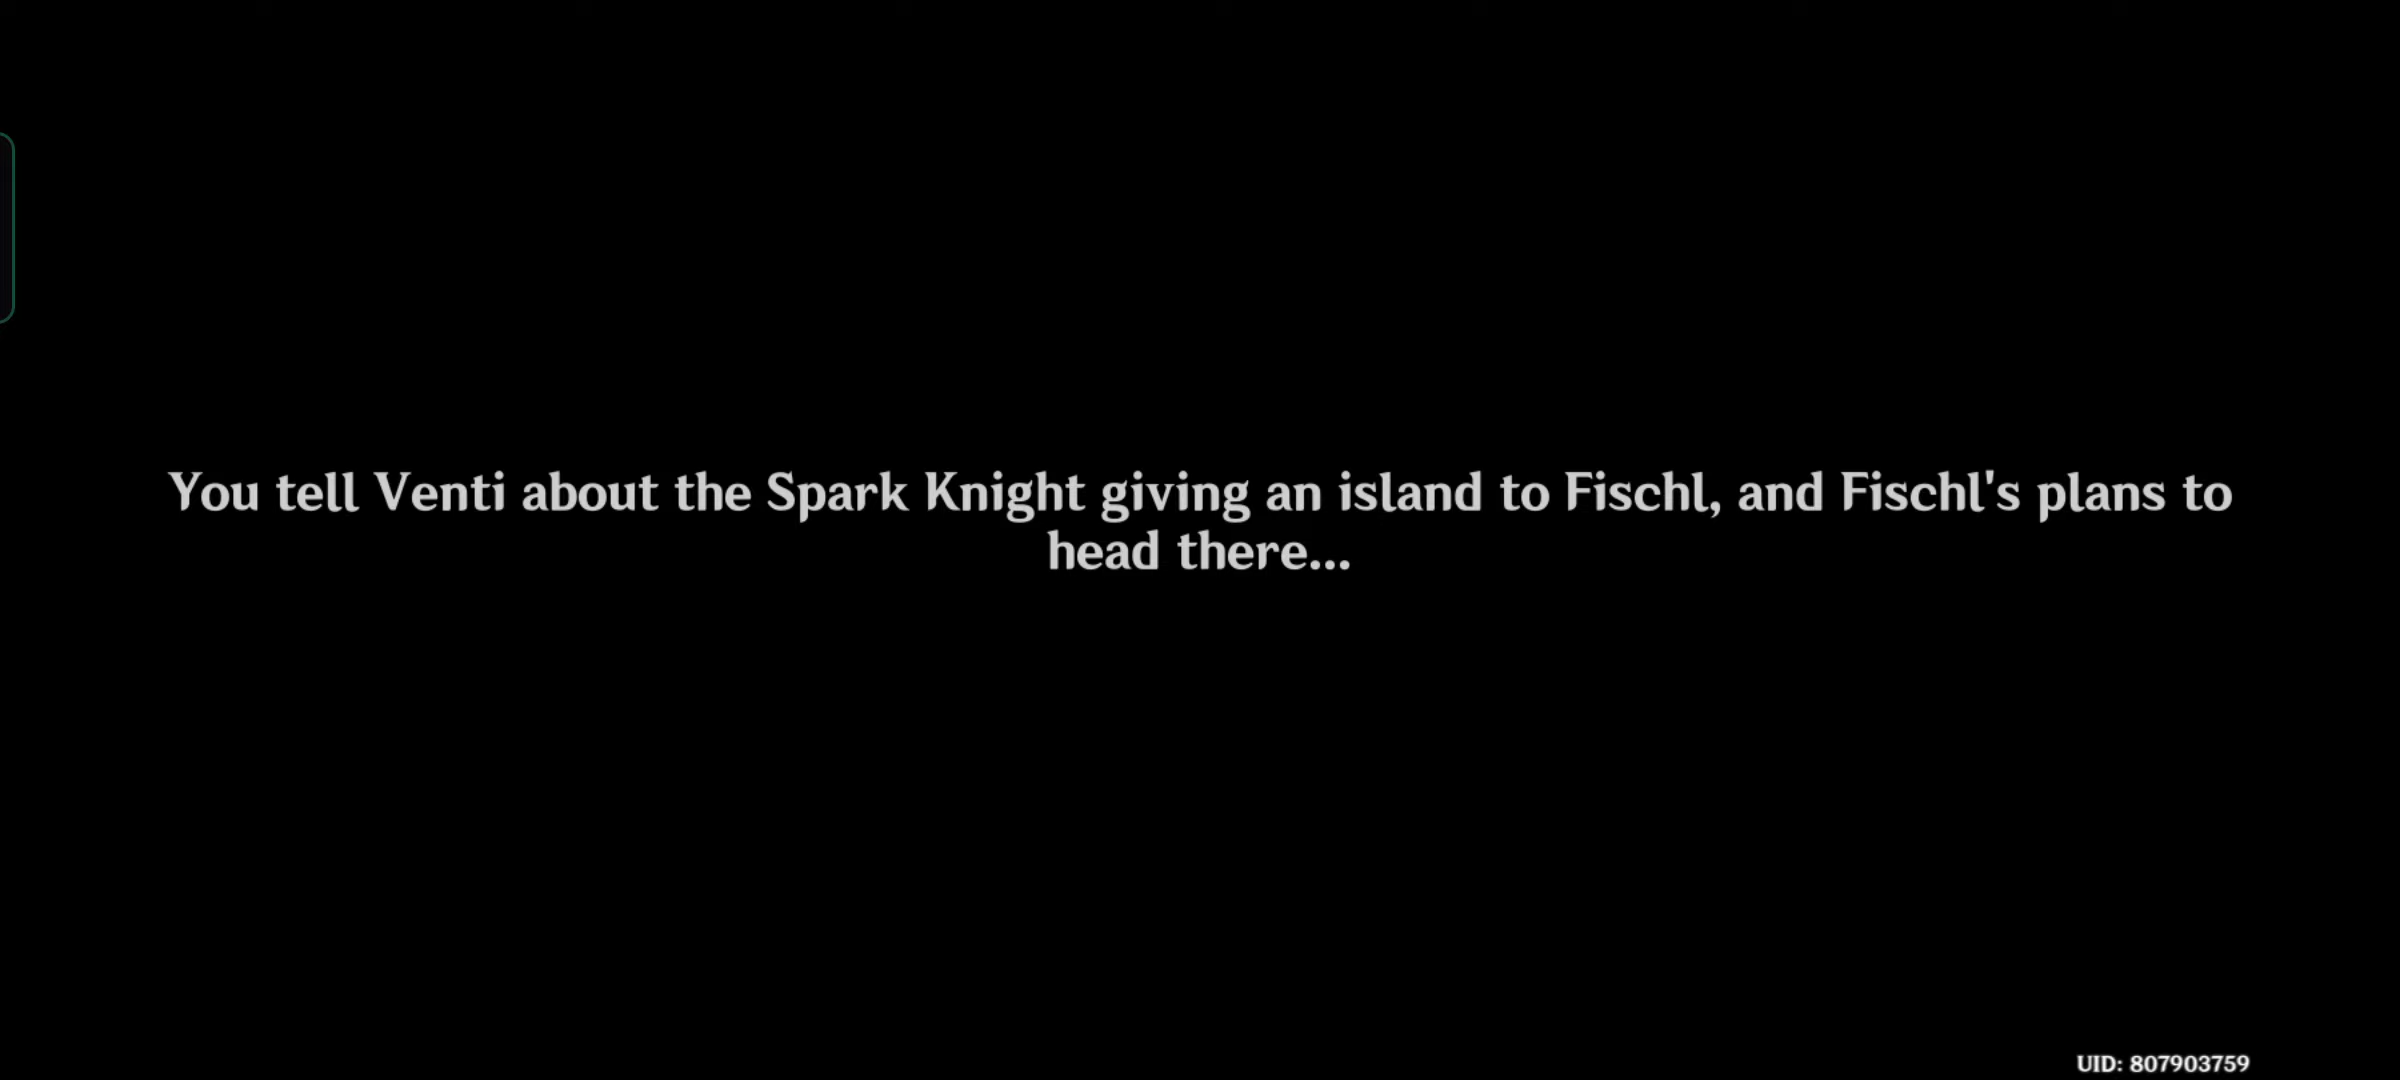 You tell Venti about the Spark Knight giving an island to Fischl, and Fischl's plans to
head there...
UID: 807903759